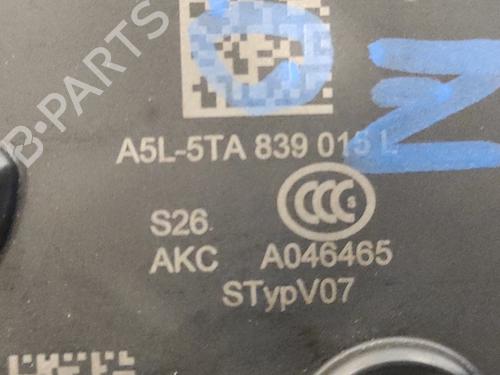 B-PARTS
A5L-5TA 839 015 L
CCC S
S26
AKC A046465
STypV07